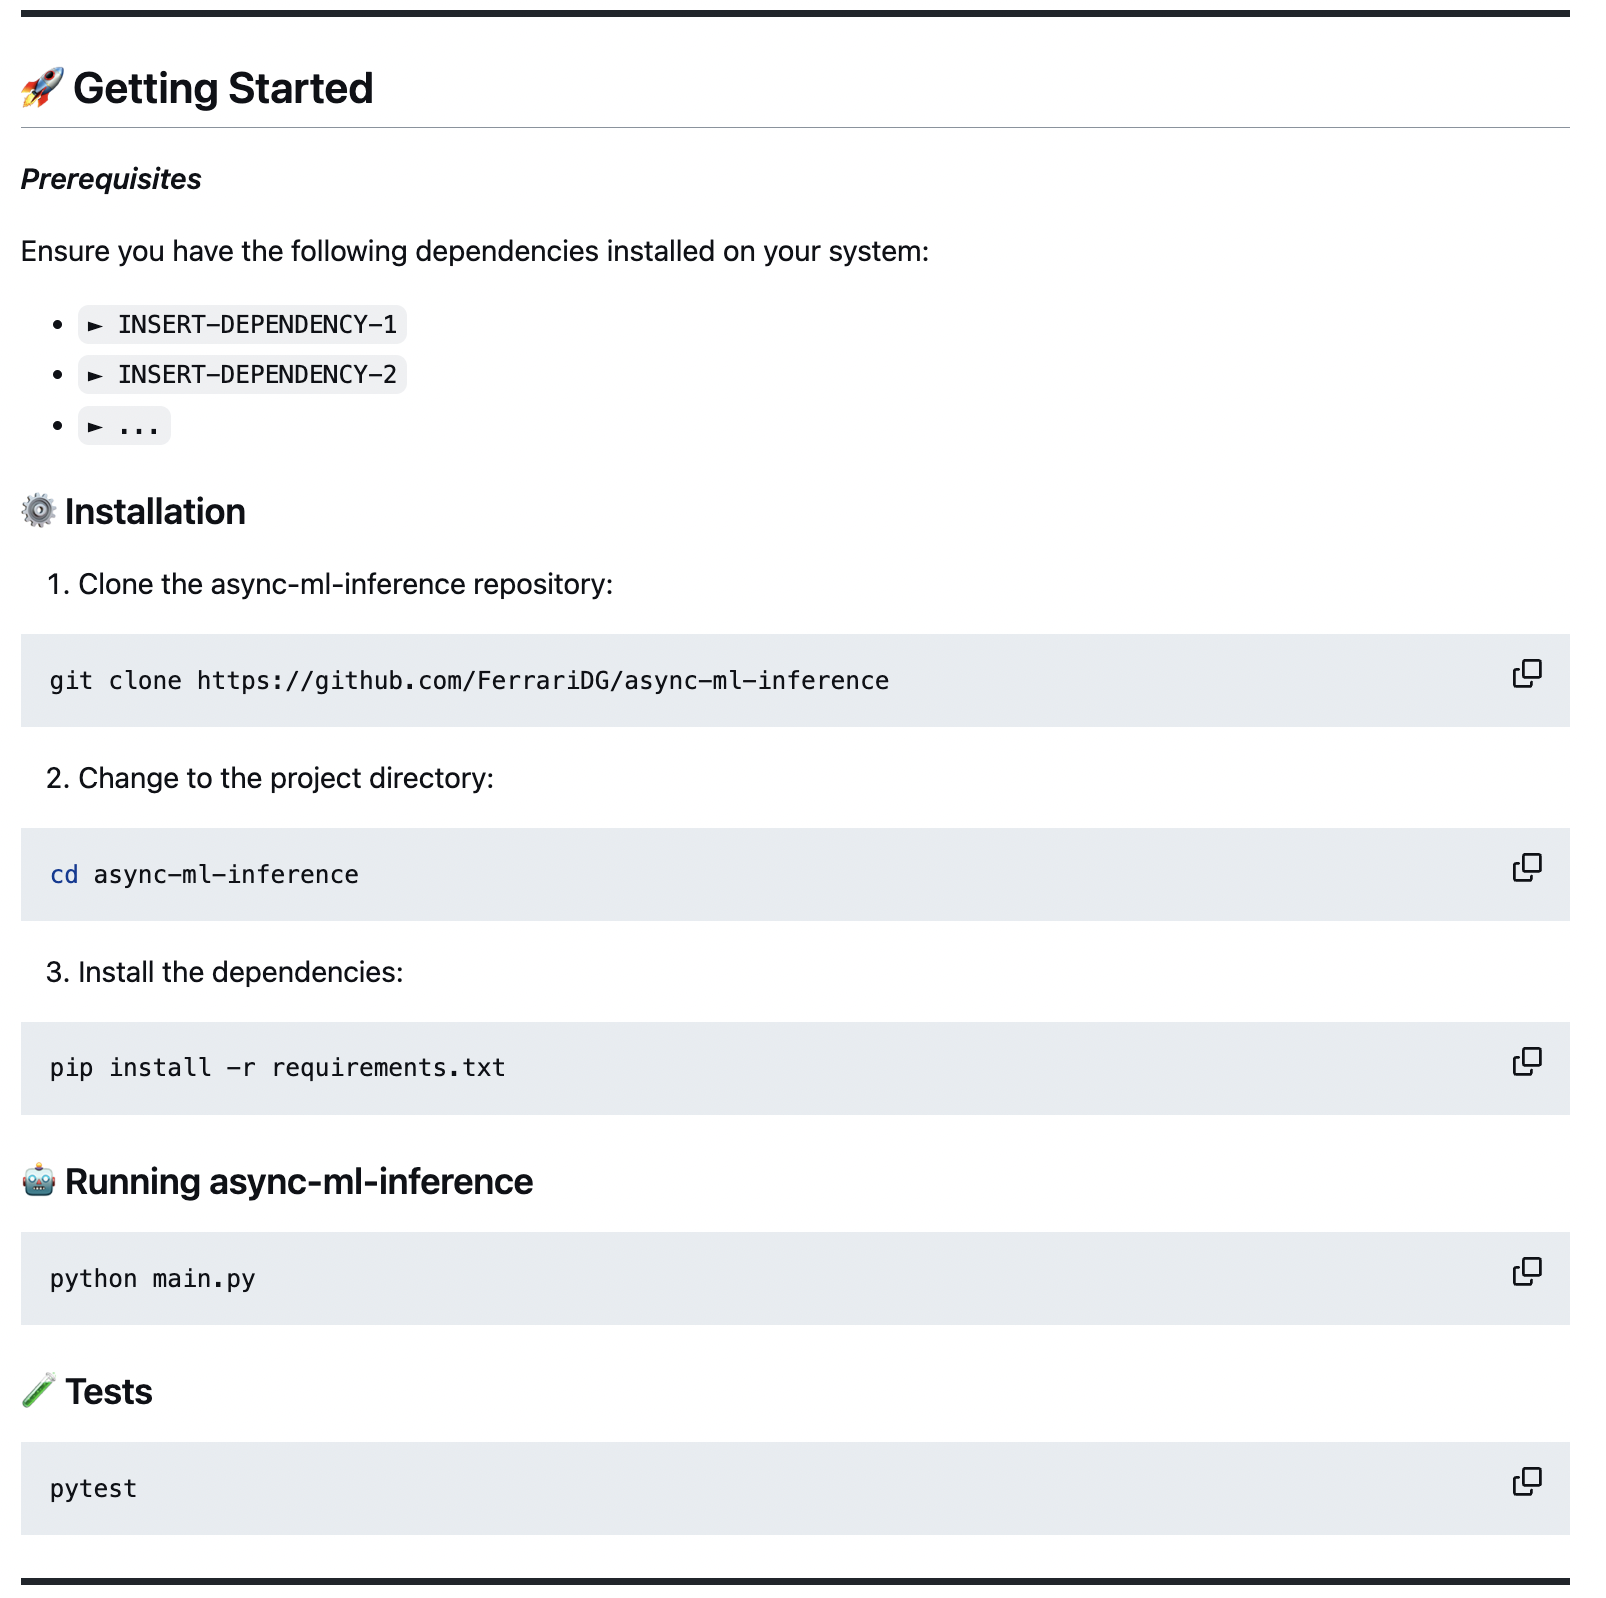 🚀 Getting Started
Prerequisites
Ensure you have the following dependencies installed on your system:
• ► INSERT-DEPENDENCY-1
• ► INSERT-DEPENDENCY-2
• ► ...
⚙️ Installation
1. Clone the async-ml-inference repository:
git clone https://github.com/FerrariDG/async-ml-inference
2. Change to the project directory:
cd async-ml-inference
3. Install the dependencies:
pip install -r requirements.txt
🤖 Running async-ml-inference
python main.py
🧪 Tests
pytest